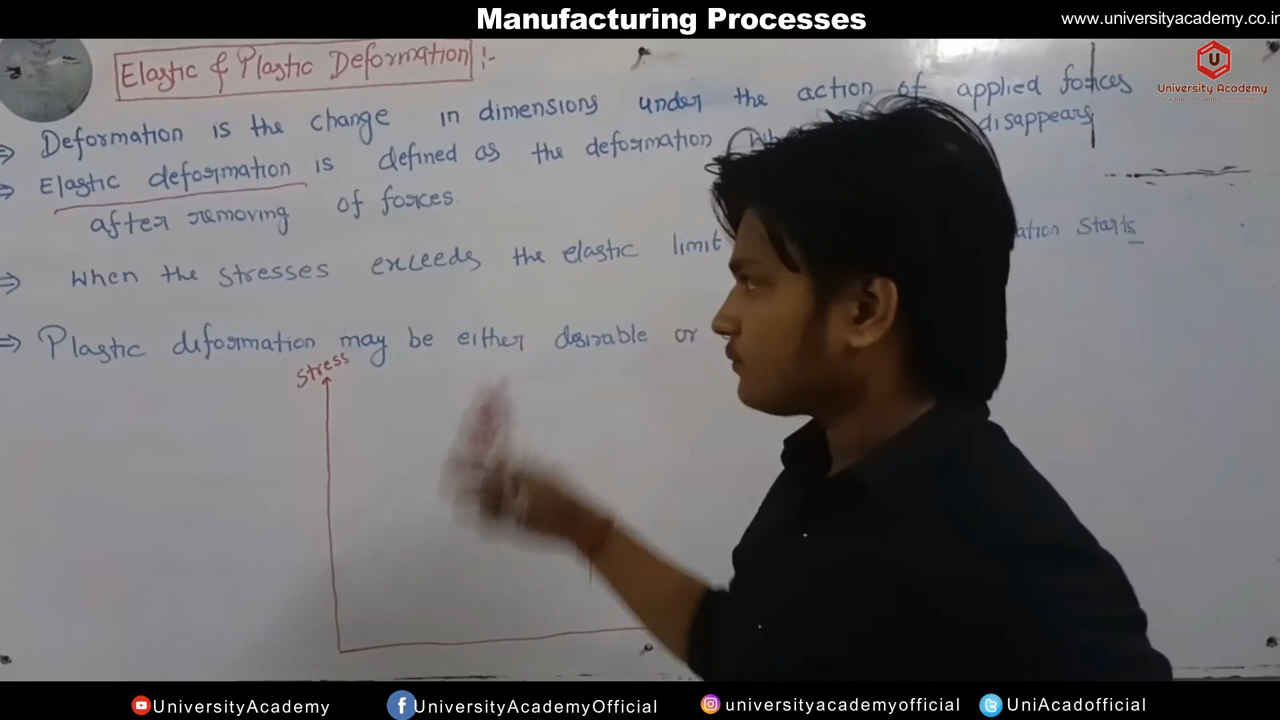 Manufacturing Processes
www.universityacademy.co.in
Elastic & Plastic Deformation :-
University Academy
⇒ Deformation is the change in dimensions under the action of applied forces
⇒ Elastic deformation is defined as the deformation disappears
after removing of forces.
⇒ When the stresses exceeds the elastic limit starts
⇒ Plastic deformation may be either desirable or
Stress
UniversityAcademy
UniversityAcademyOfficial
universityacademyofficial
UniAcadofficial